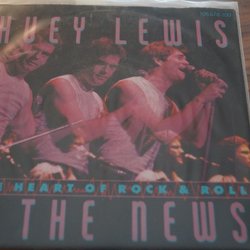 HUEY LEWIS
HEART OF ROCK & ROLL
THE NEWS